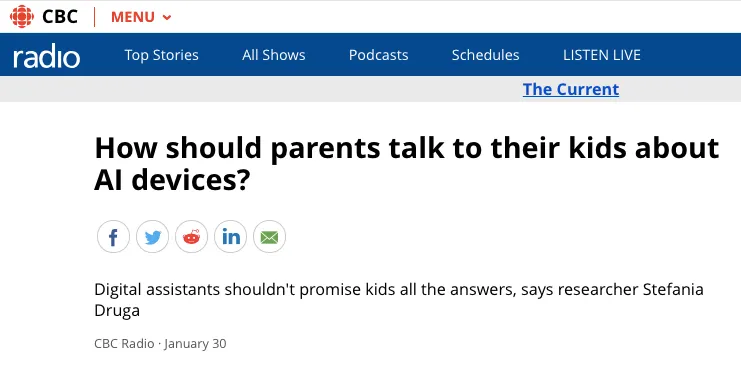 CBC MENU
radio Top Stories All Shows Podcasts Schedules LISTEN LIVE
The Current
How should parents talk to their kids about
AI devices?
f in
Digital assistants shouldn't promise kids all the answers, says researcher Stefania
Druga
CBC Radio · January 30